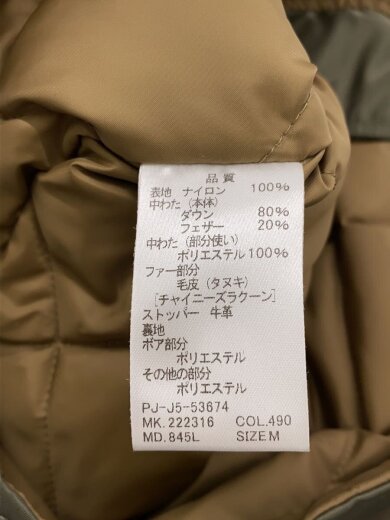 品質
表地 ナイロン 100%
中わた (本体)
ダウン 80%
フェザー 20%
中わた (部分使い)
ポリエステル 100%
ファー部分
毛皮 (タヌキ)
[チャイニーズラクーン]
ストッパー 牛革
裏地
ボア部分
ポリエステル
その他の部分
ポリエステル
PJ-J5-53674
MK. 222316 COL. 490
MD. 845L SIZE M